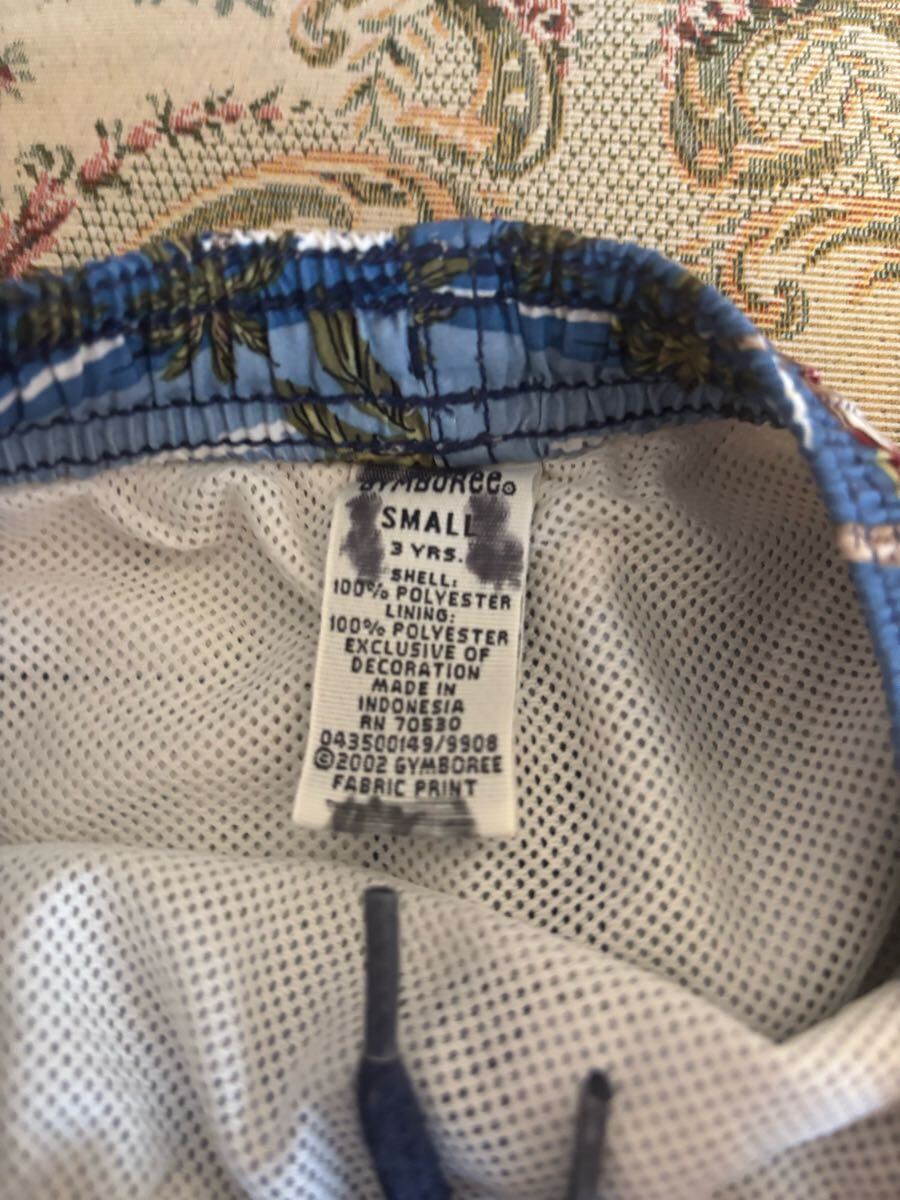 GYMBOREE®
SMALL
3 YRS.
SHELL:
100% POLYESTER
LINING:
100% POLYESTER
EXCLUSIVE OF
DECORATION
MADE IN
INDONESIA
RN 70530
043500149/9908
©2002 GYMBOREE
FABRIC PRINT